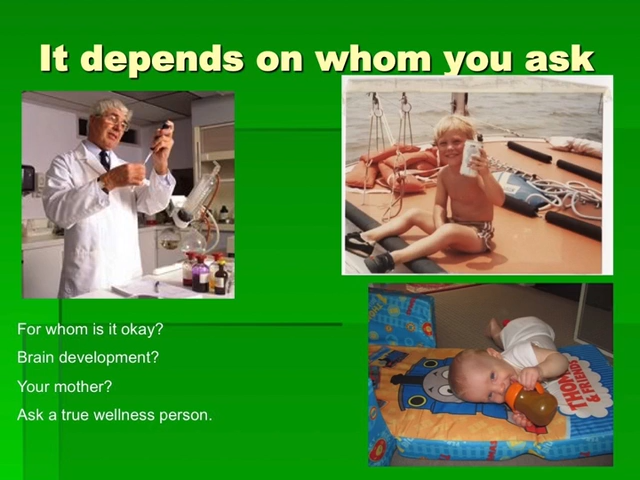 It depends on whom you ask
For whom is it okay?
Brain development?
Your mother?
Ask a true wellness person.
THOMAS
& FRIENDS